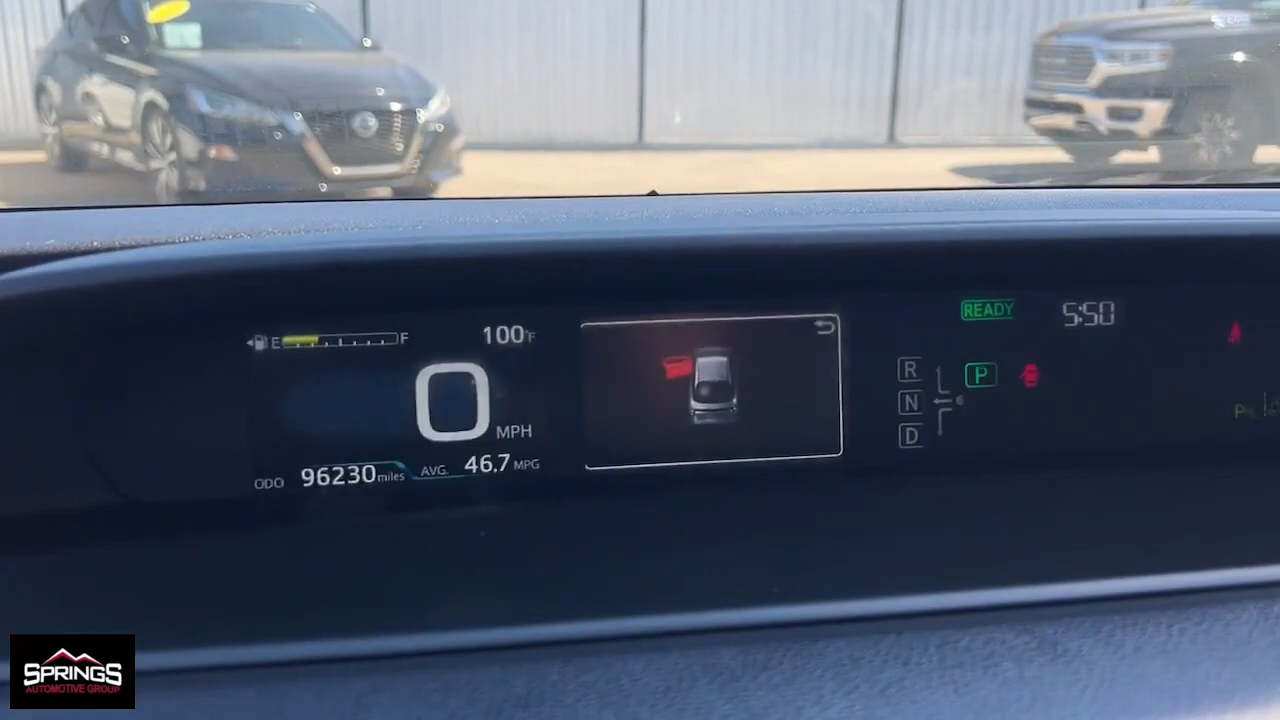 E F 100°F
0 MPH
ODO 96230 miles AVG. 46.7 MPG
READY 5:50
R P
N
D
SPRINGS
AUTOMOTIVE GROUP